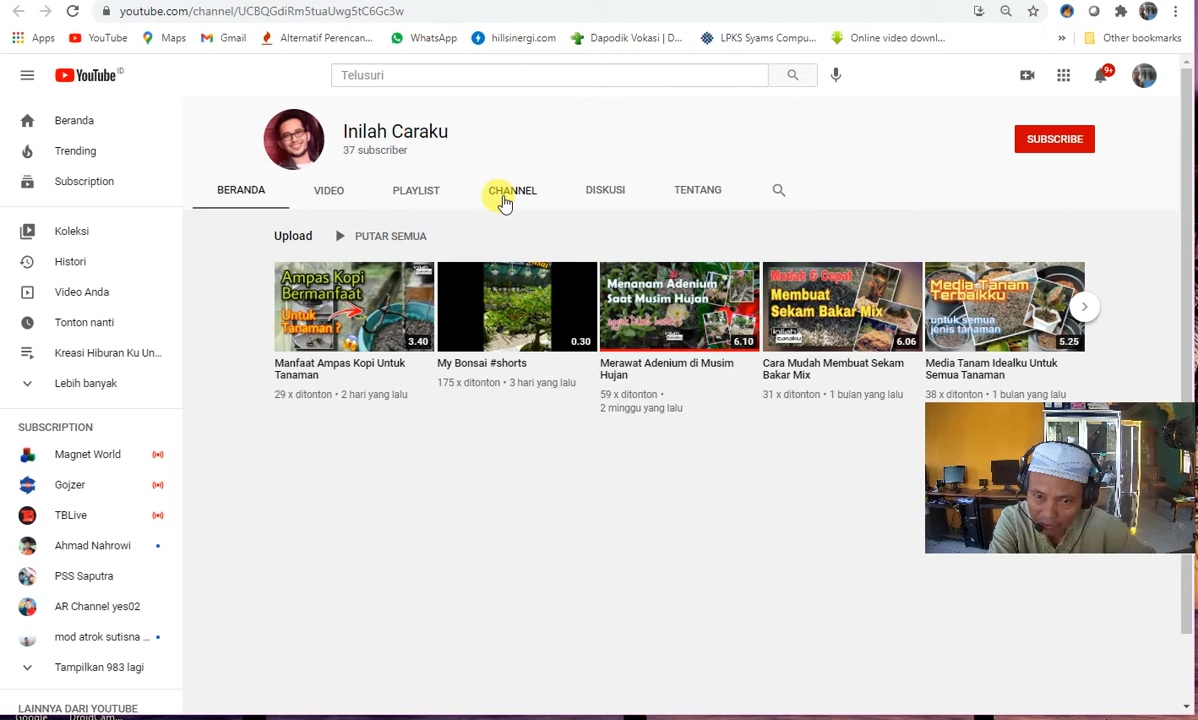 youtube.com/channel/UCBQGdiRm5tuaUwg5tC6Gc3w
Apps YouTube Maps Gmail Alternatif Perencan... WhatsApp hillsinergi.com Dapodik Vokasi | D... LPKS Syams Compu... Online video downl... » Other bookmarks
YouTube ID
Telusuri
9+
Beranda
Trending
Subscription
Koleksi
Histori
Video Anda
Tonton nanti
Kreasi Hiburan Ku Un...
Lebih banyak
SUBSCRIPTION
Magnet World
Gojzer
TBLive
Ahmad Nahrowi
PSS Saputra
AR Channel yes02
mod atrok sutisna ...
Tampilkan 983 lagi
LAINNYA DARI YOUTUBE
Inilah Caraku
37 subscriber
SUBSCRIBE
BERANDA VIDEO PLAYLIST CHANNEL DISKUSI TENTANG
Upload PUTAR SEMUA
Ampas Kopi
Bermanfaat
Untuk
Tanaman ?
3.40
Manfaat Ampas Kopi Untuk
Tanaman
29 x ditonton • 2 hari yang lalu
0.30
My Bonsai #shorts
175 x ditonton • 3 hari yang lalu
Menanam Adenium
Saat Musim Hujan
6.10
Merawat Adenium di Musim
Hujan
59 x ditonton •
2 minggu yang lalu
Mudah & Cepat
Membuat
Sekam Bakar Mix
inilah
caraku
6.06
Cara Mudah Membuat Sekam
Bakar Mix
31 x ditonton • 1 bulan yang lalu
Media Tanam
Terbaikku
untuk semua
jenis tanaman
5.25
Media Tanam Idealku Untuk
Semua Tanaman
38 x ditonton • 1 bulan yang lalu
Google DroidCam...